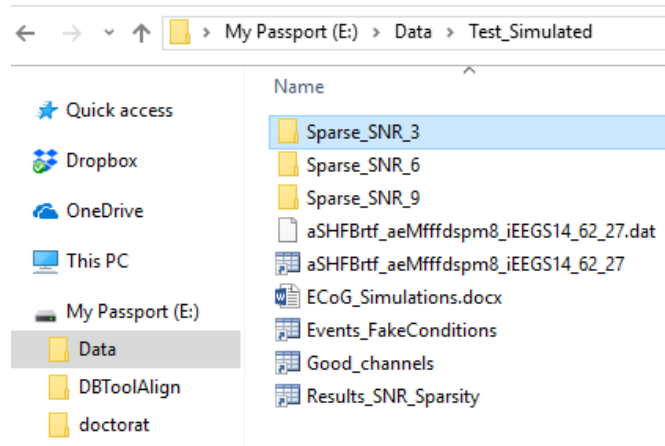 My Passport (E:) > Data > Test_Simulated
Name
Quick access
Dropbox
OneDrive
This PC
My Passport (E:)
Data
DBToolAlign
doctorat
Sparse_SNR_3
Sparse_SNR_6
Sparse_SNR_9
aSHFBrtf_aeMfffdspm8_iEEGS14_62_27.dat
aSHFBrtf_aeMfffdspm8_iEEGS14_62_27
ECoG_Simulations.docx
Events_FakeConditions
Good_channels
Results_SNR_Sparsity